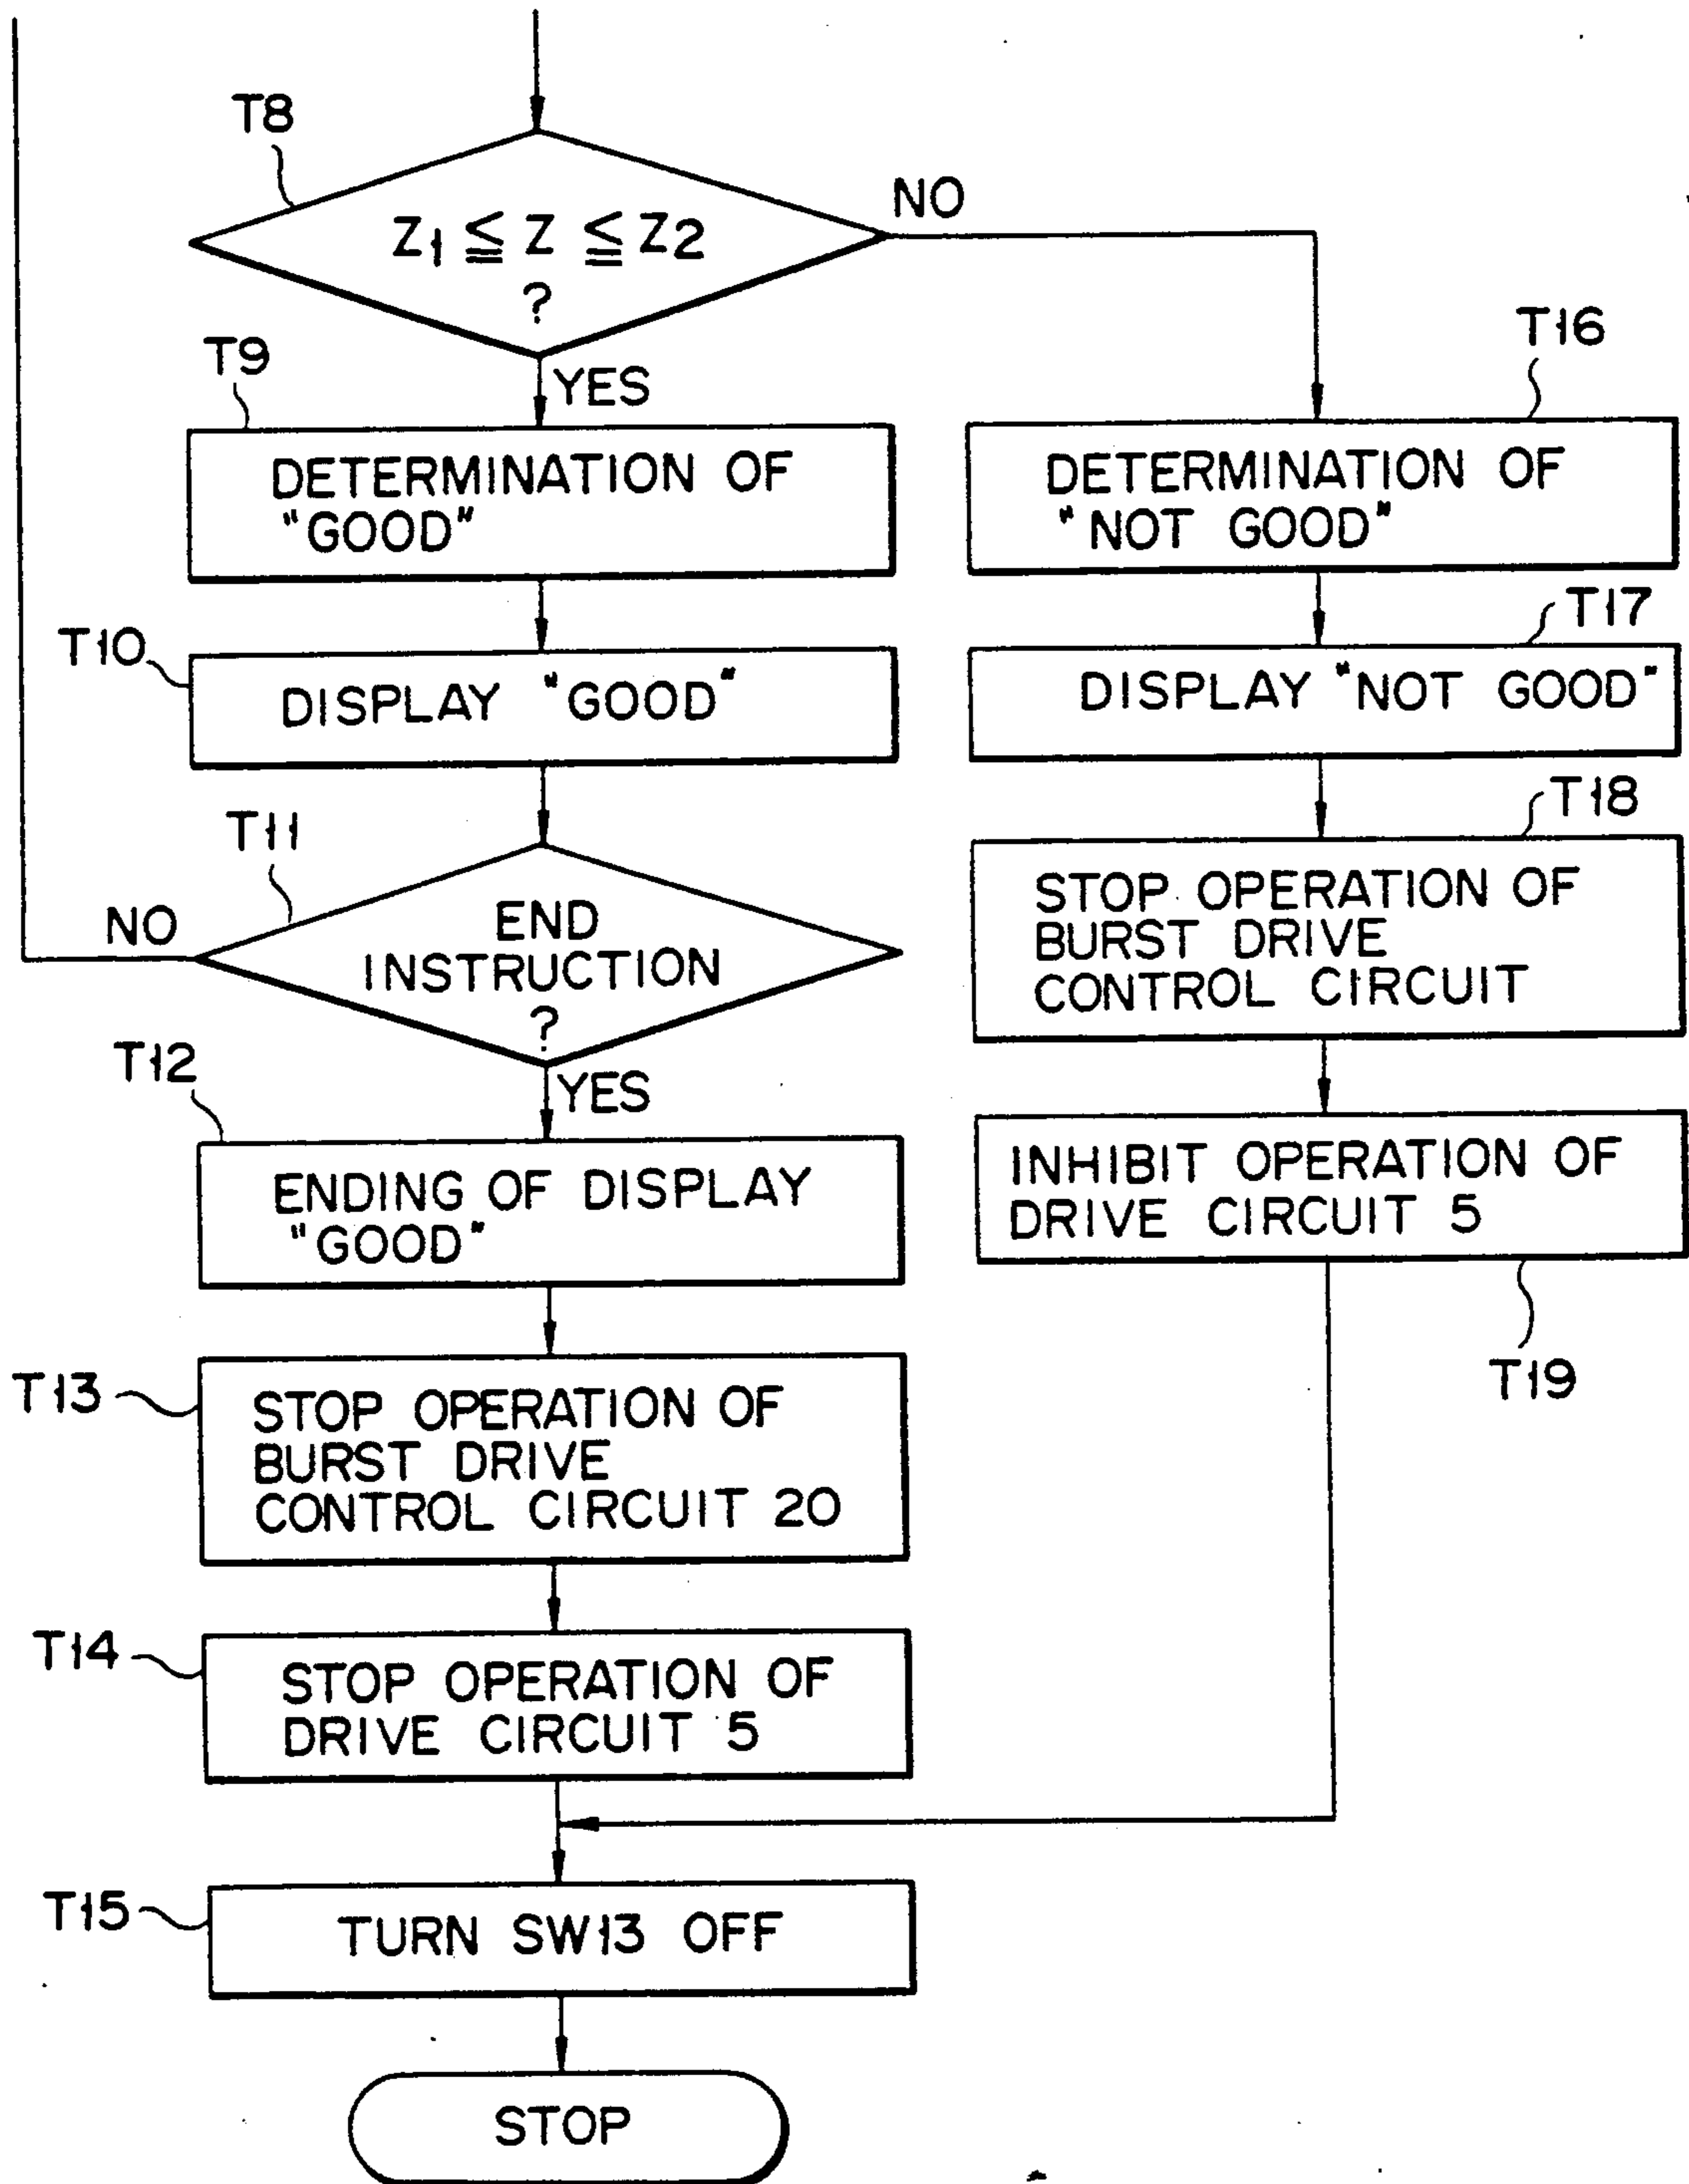 T8
Z1 ≦ Z ≦ Z2
?
NO
YES
T9
DETERMINATION OF
"GOOD"
T10
DISPLAY "GOOD"
T11
END
INSTRUCTION
?
NO
YES
T12
ENDING OF DISPLAY
"GOOD"
T13
STOP OPERATION OF
BURST DRIVE
CONTROL CIRCUIT 20
T14
STOP OPERATION OF
DRIVE CIRCUIT 5
T15
TURN SW13 OFF
STOP
T16
DETERMINATION OF
"NOT GOOD"
T17
DISPLAY "NOT GOOD"
T18
STOP OPERATION OF
BURST DRIVE
CONTROL CIRCUIT
INHIBIT OPERATION OF
DRIVE CIRCUIT 5
T19